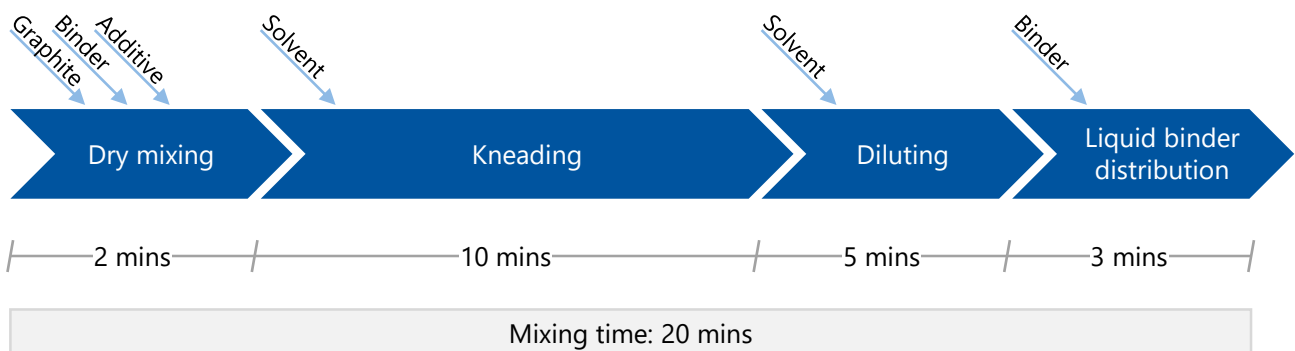 Graphite
Binder
Additive
Solvent
Solvent
Binder
Dry mixing
Kneading
Diluting
Liquid binder
distribution
2 mins
10 mins
5 mins
3 mins
Mixing time: 20 mins